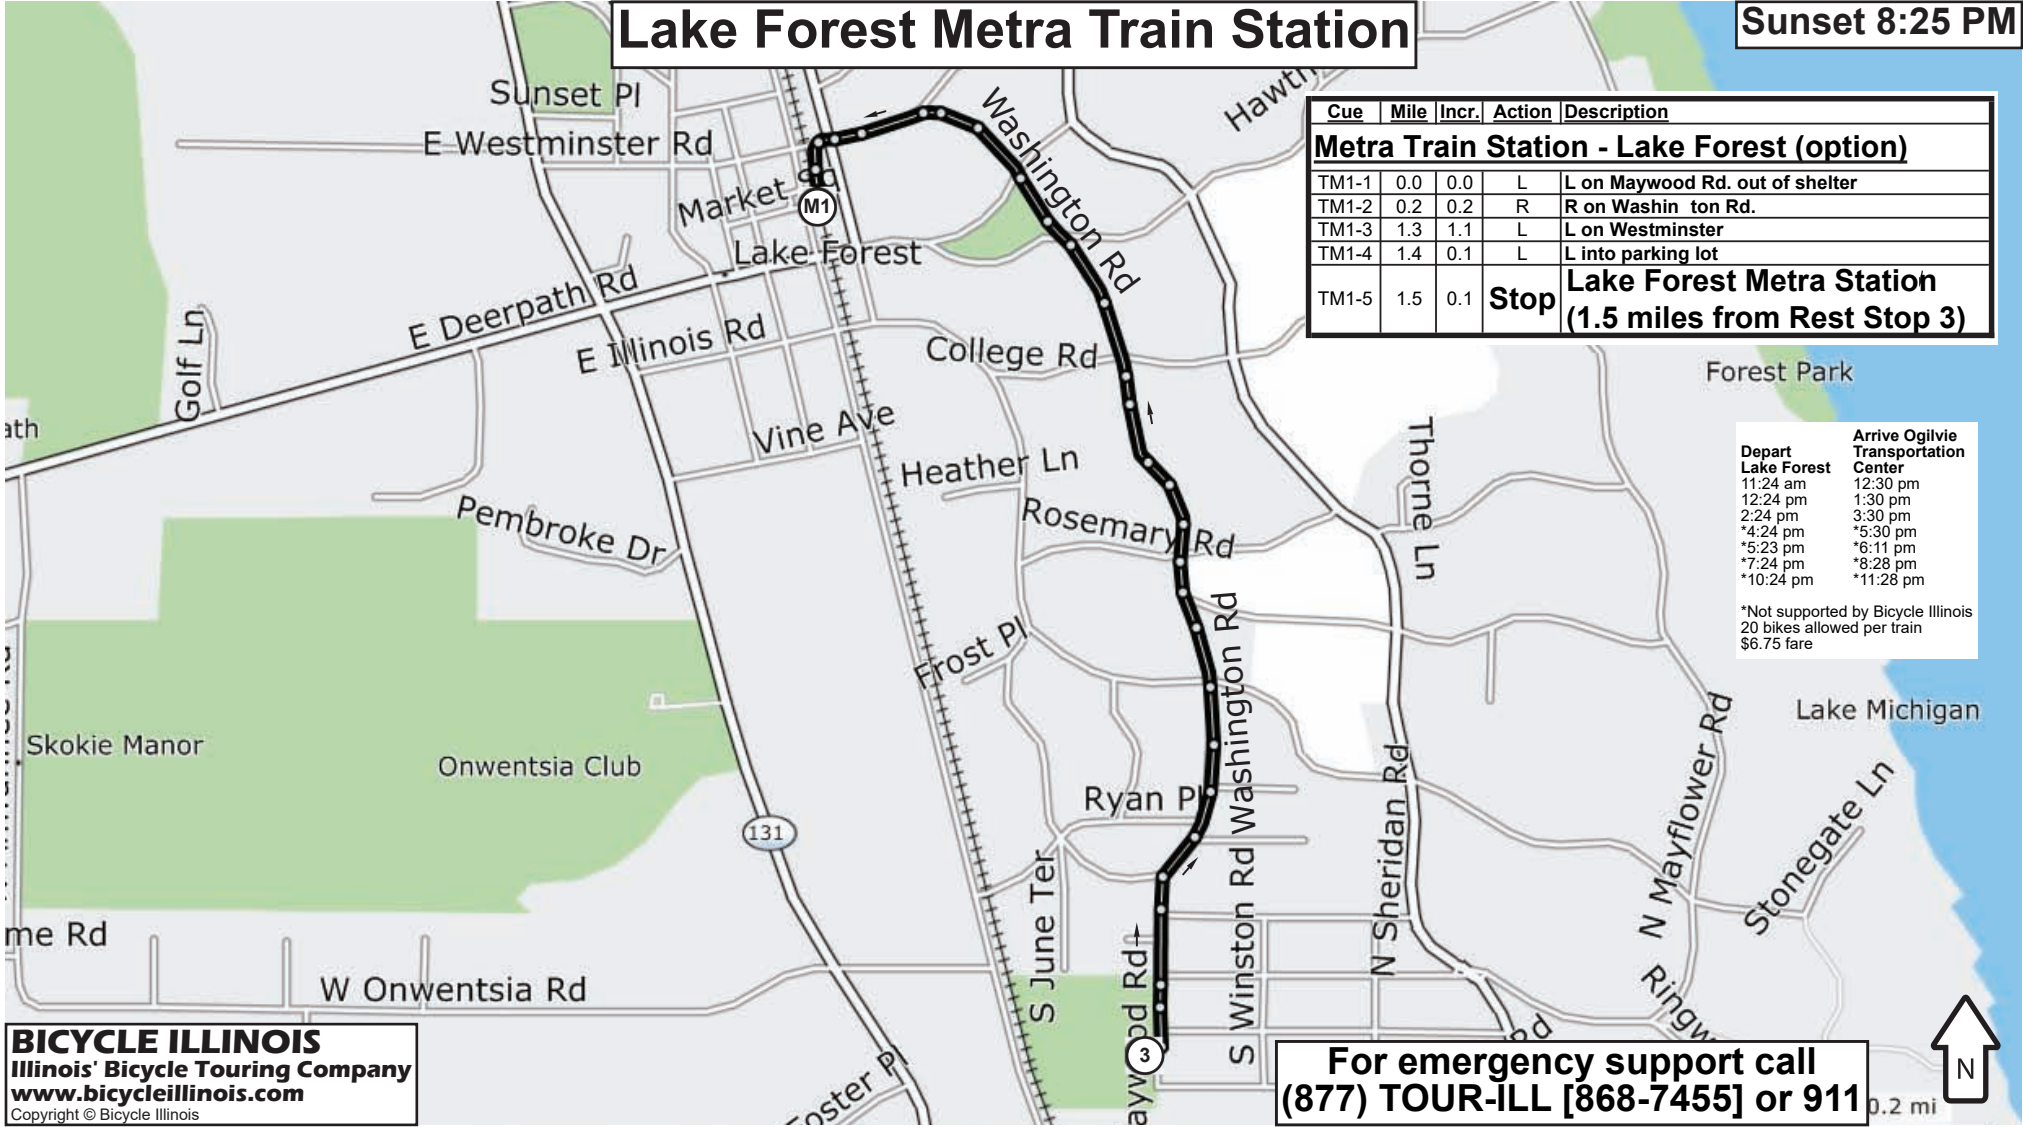 Lake Forest Metra Train Station
Sunset 8:25 PM
Sunset Pl
E Westminster Rd
Market Sq
M1
Lake Forest
E Deerpath Rd
E Illinois Rd
Golf Ln
Washington Rd
Hawth
College Rd
Vine Ave
Heather Ln
Rosemary Rd
Pembroke Dr
Frost Pl
Thorne Ln
Forest Park
ath
Cue Mile Incr. Action Description
Metra Train Station - Lake Forest (option)
TM1-1 0.0 0.0 L L on Maywood Rd. out of shelter
TM1-2 0.2 0.2 R R on Washin ton Rd.
TM1-3 1.3 1.1 L L on Westminster
TM1-4 1.4 0.1 L L into parking lot
TM1-5 1.5 0.1 Stop Lake Forest Metra Station
(1.5 miles from Rest Stop 3)
Arrive Ogilvie
Depart Transportation
Lake Forest Center
11:24 am 12:30 pm
12:24 pm 1:30 pm
2:24 pm 3:30 pm
*4:24 pm *5:30 pm
*5:23 pm *6:11 pm
*7:24 pm *8:28 pm
*10:24 pm *11:28 pm
*Not supported by Bicycle Illinois
20 bikes allowed per train
$6.75 fare
Lake Michigan
Skokie Manor
Onwentsia Club
131
Ryan Pl
Washington Rd
S Winston Rd
N Sheridan Rd
N Mayflower Rd
Stonegate Ln
Ringw
S June Ter
me Rd
W Onwentsia Rd
Foster Pl
aywood Rd
3
Rd
BICYCLE ILLINOIS
Illinois' Bicycle Touring Company
www.bicycleillinois.com
Copyright © Bicycle Illinois
For emergency support call
(877) TOUR-ILL [868-7455] or 911
N
0.2 mi